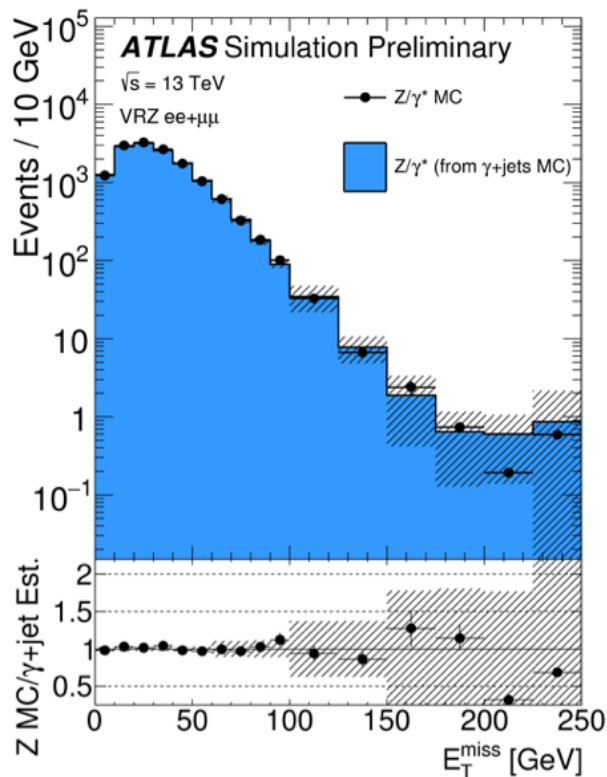 ATLAS Simulation Preliminary
√s = 13 TeV
VRZ ee+μμ
Z/γ* MC
Z/γ* (from γ+jets MC)
Events / 10 GeV
10⁵
10⁴
10³
10²
10
1
10⁻¹
Z MC/γ+jet Est.
2
1.5
1
0.5
0 50 100 150 200 250
E_T^miss [GeV]